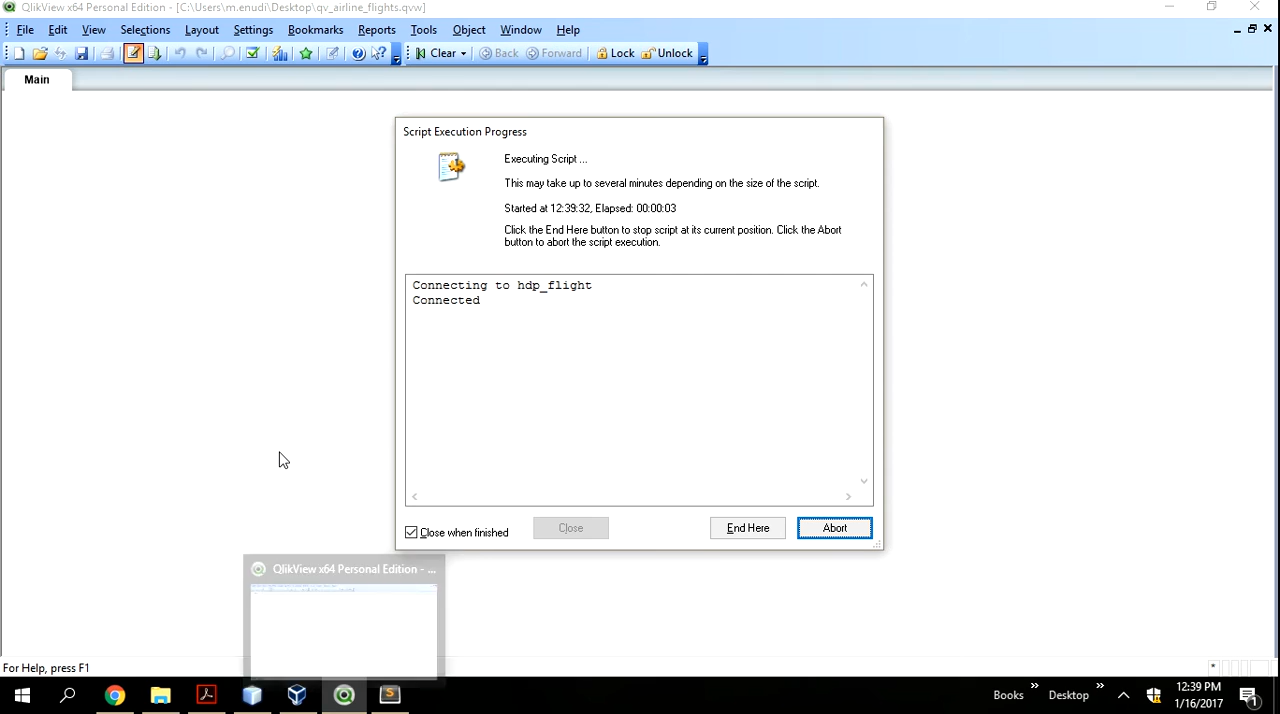 QlikView x64 Personal Edition - [C:\Users\m.enudi\Desktop\qv_airline_flights.qvw]
File Edit View Selections Layout Settings Bookmarks Reports Tools Object Window Help
Clear Back Forward Lock Unlock
Main
Script Execution Progress
Executing Script ...
This may take up to several minutes depending on the size of the script.
Started at 12:39:32, Elapsed: 00:00:03
Click the End Here button to stop script at its current position. Click the Abort
button to abort the script execution.
Connecting to hdp_flight
Connected
Close when finished Close End Here Abort
QlikView x64 Personal Edition - ...
For Help, press F1
Books Desktop 12:39 PM
1/16/2017 1